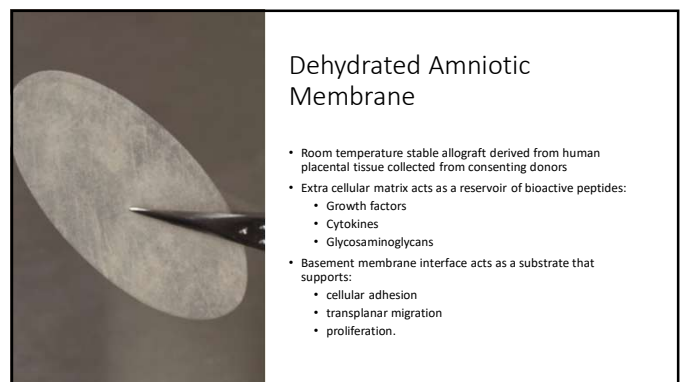 Dehydrated Amniotic
Membrane
• Room temperature stable allograft derived from human
placental tissue collected from consenting donors
• Extra cellular matrix acts as a reservoir of bioactive peptides:
• Growth factors
• Cytokines
• Glycosaminoglycans
• Basement membrane interface acts as a substrate that
supports:
• cellular adhesion
• transplanar migration
• proliferation.